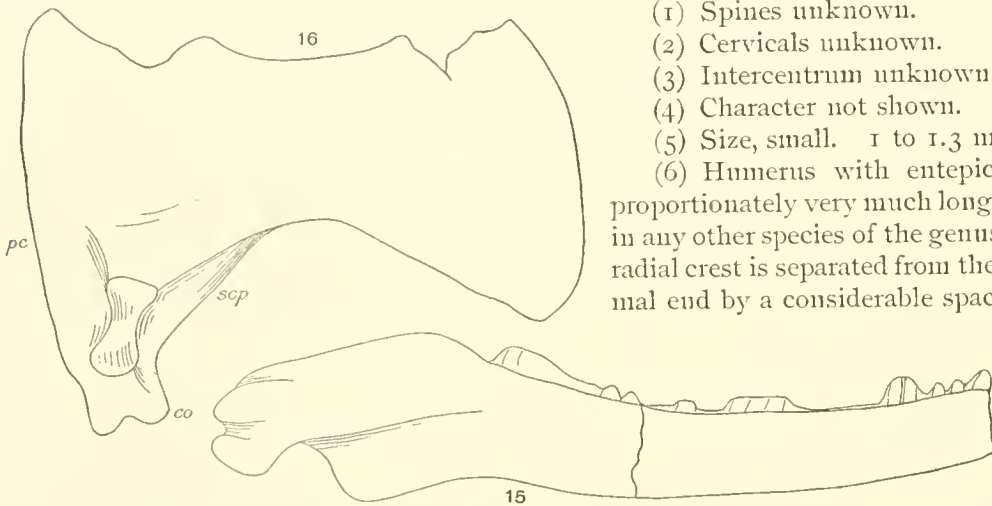 16
(1) Spines unknown.
(2) Cervicals unknown.
(3) Intercentrum unknown
(4) Character not shown.
(5) Size, small. 1 to 1.3 m
(6) Humerus with entepic
proportionately very much long
in any other species of the genus
radial crest is separated from the
mal end by a considerable spac
pc
scp
co
15